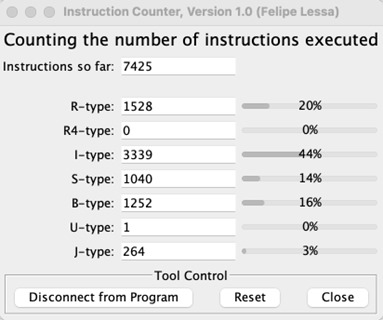 Instruction Counter, Version 1.0 (Felipe Lessa)
Counting the number of instructions executed
Instructions so far: 7425
R-type: 1528 20%
R4-type: 0 0%
I-type: 3339 44%
S-type: 1040 14%
B-type: 1252 16%
U-type: 1 0%
J-type: 264 3%
Tool Control
Disconnect from Program Reset Close